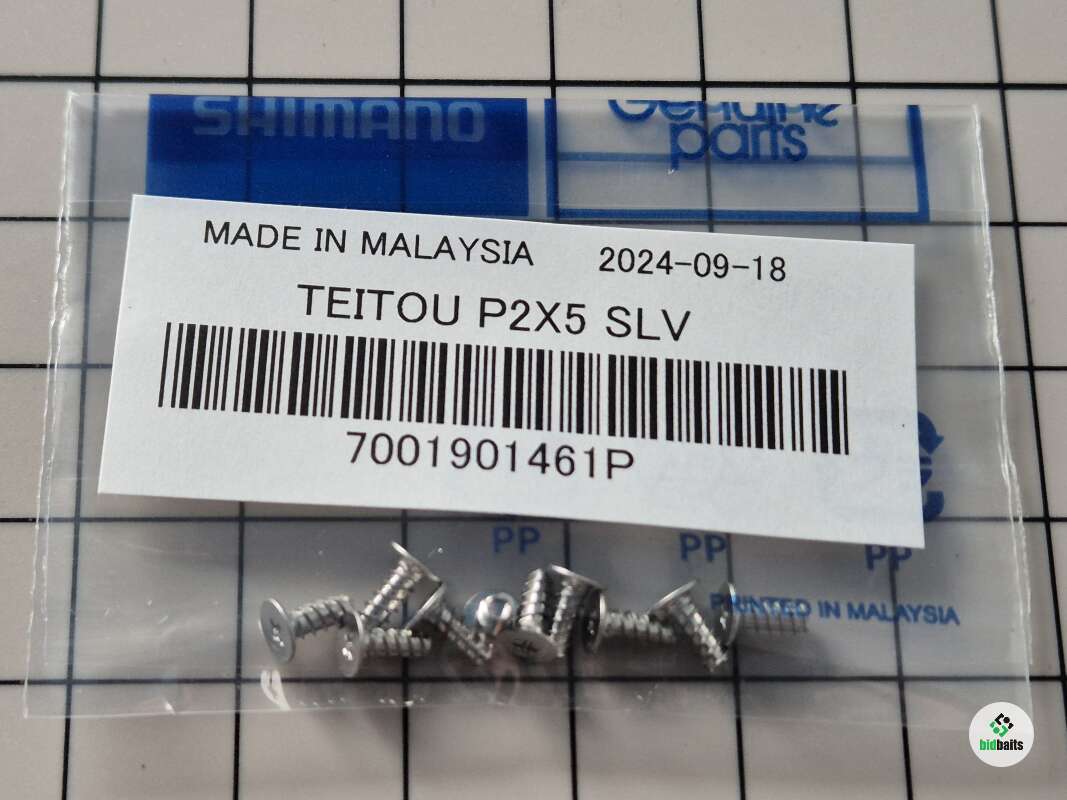 SHIMANO
Genuine
parts
MADE IN MALAYSIA 2024-09-18
TEITOU P2X5 SLV
7001901461P
PP PP PP
PRINTED IN MALAYSIA
bidbaits